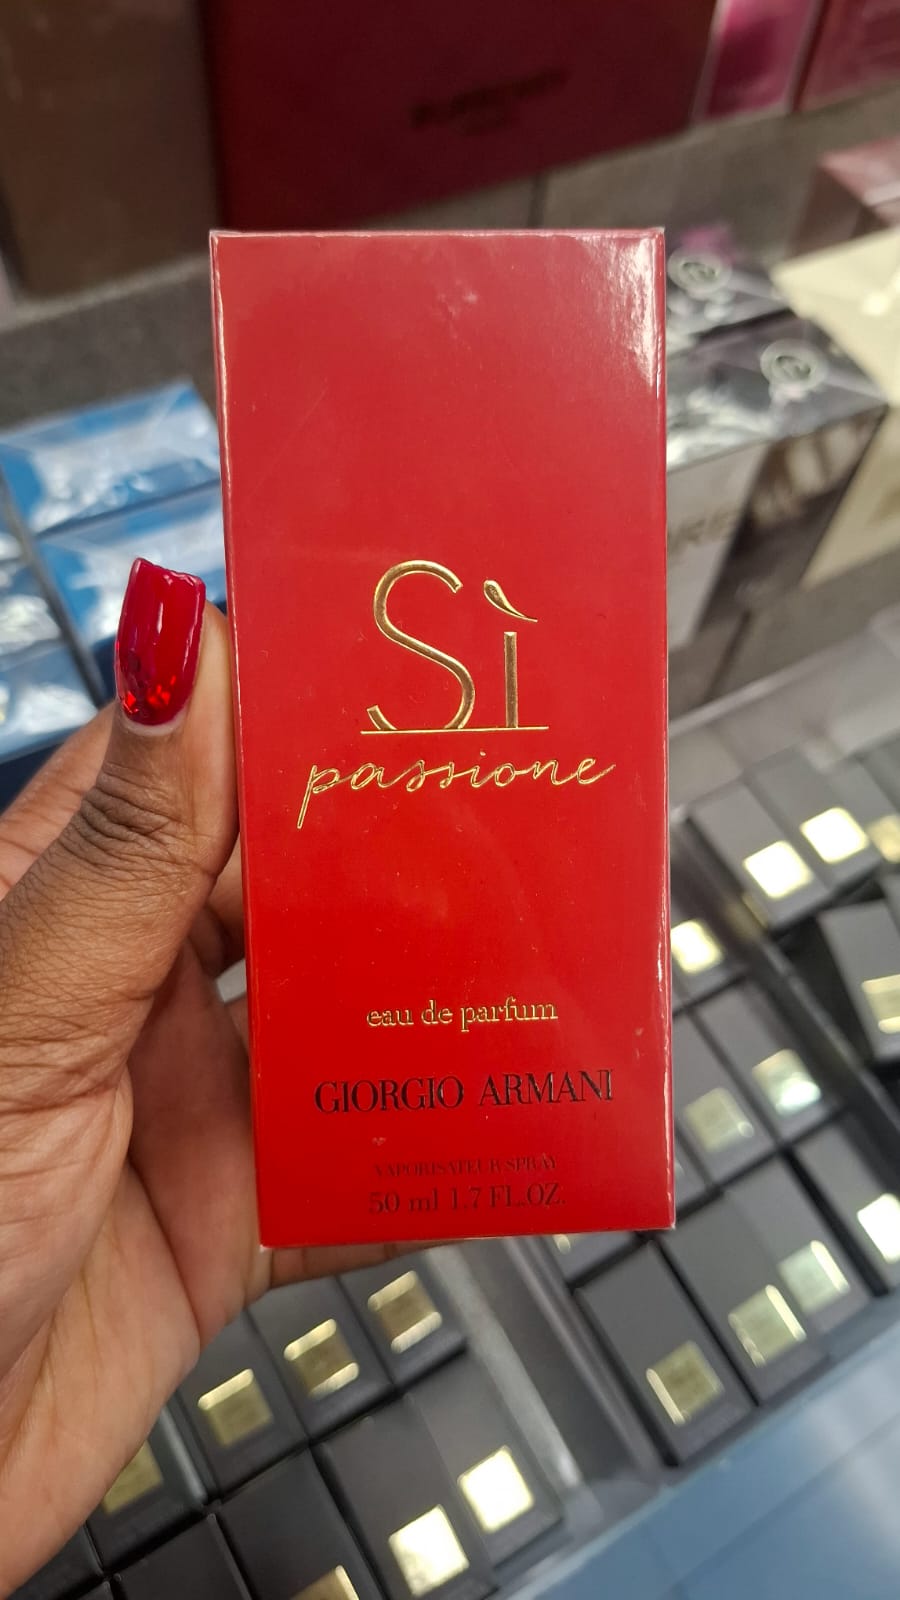 Sì
passione
eau de parfum
GIORGIO ARMANI
VAPORISATEUR SPRAY
50 ml 1.7 FL.OZ.